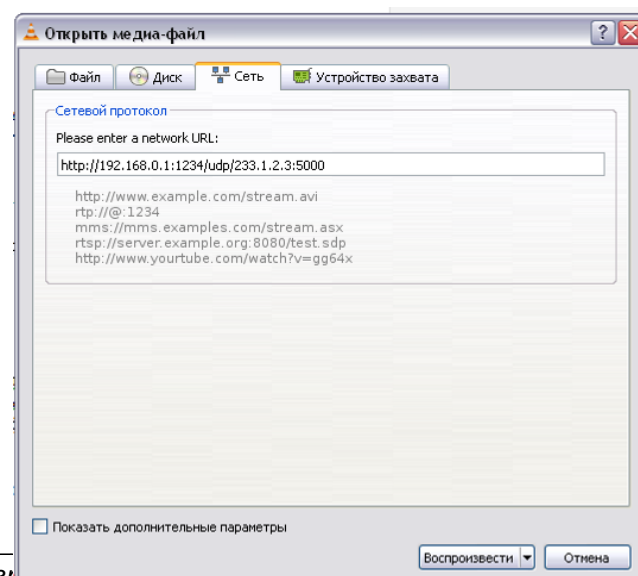 Открыть медиа-файл
Файл Диск Сеть Устройство захвата
Сетевой протокол
Please enter a network URL:
http://192.168.0.1:1234/udp/233.1.2.3:5000
http://www.example.com/stream.avi
rtp://@:1234
mms://mms.examples.com/stream.asx
rtsp://server.example.org:8080/test.sdp
http://www.yourtube.com/watch?v=gg64x
Показать дополнительные параметры
Воспроизвести Отмена